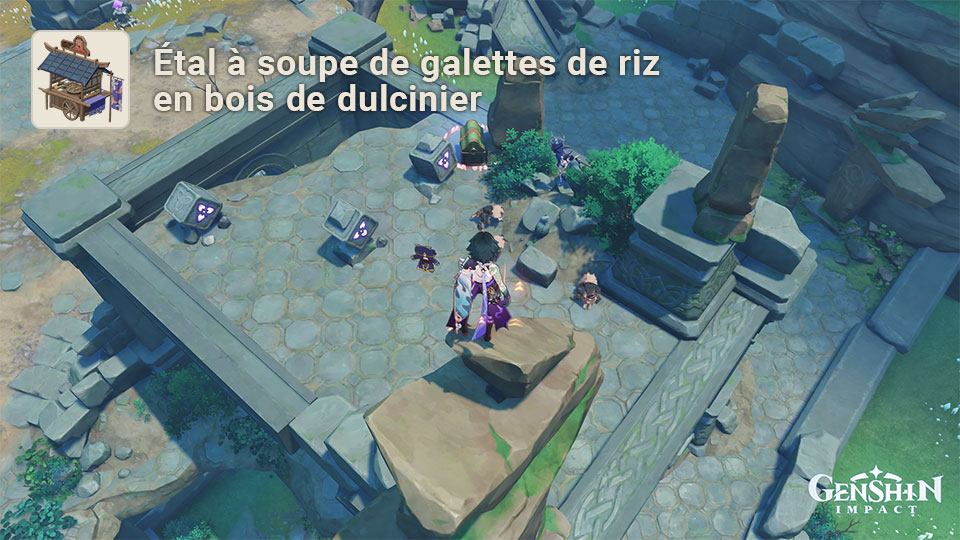 Étal à soupe de galettes de riz
en bois de dulcinier
GENSHIN
IMPACT